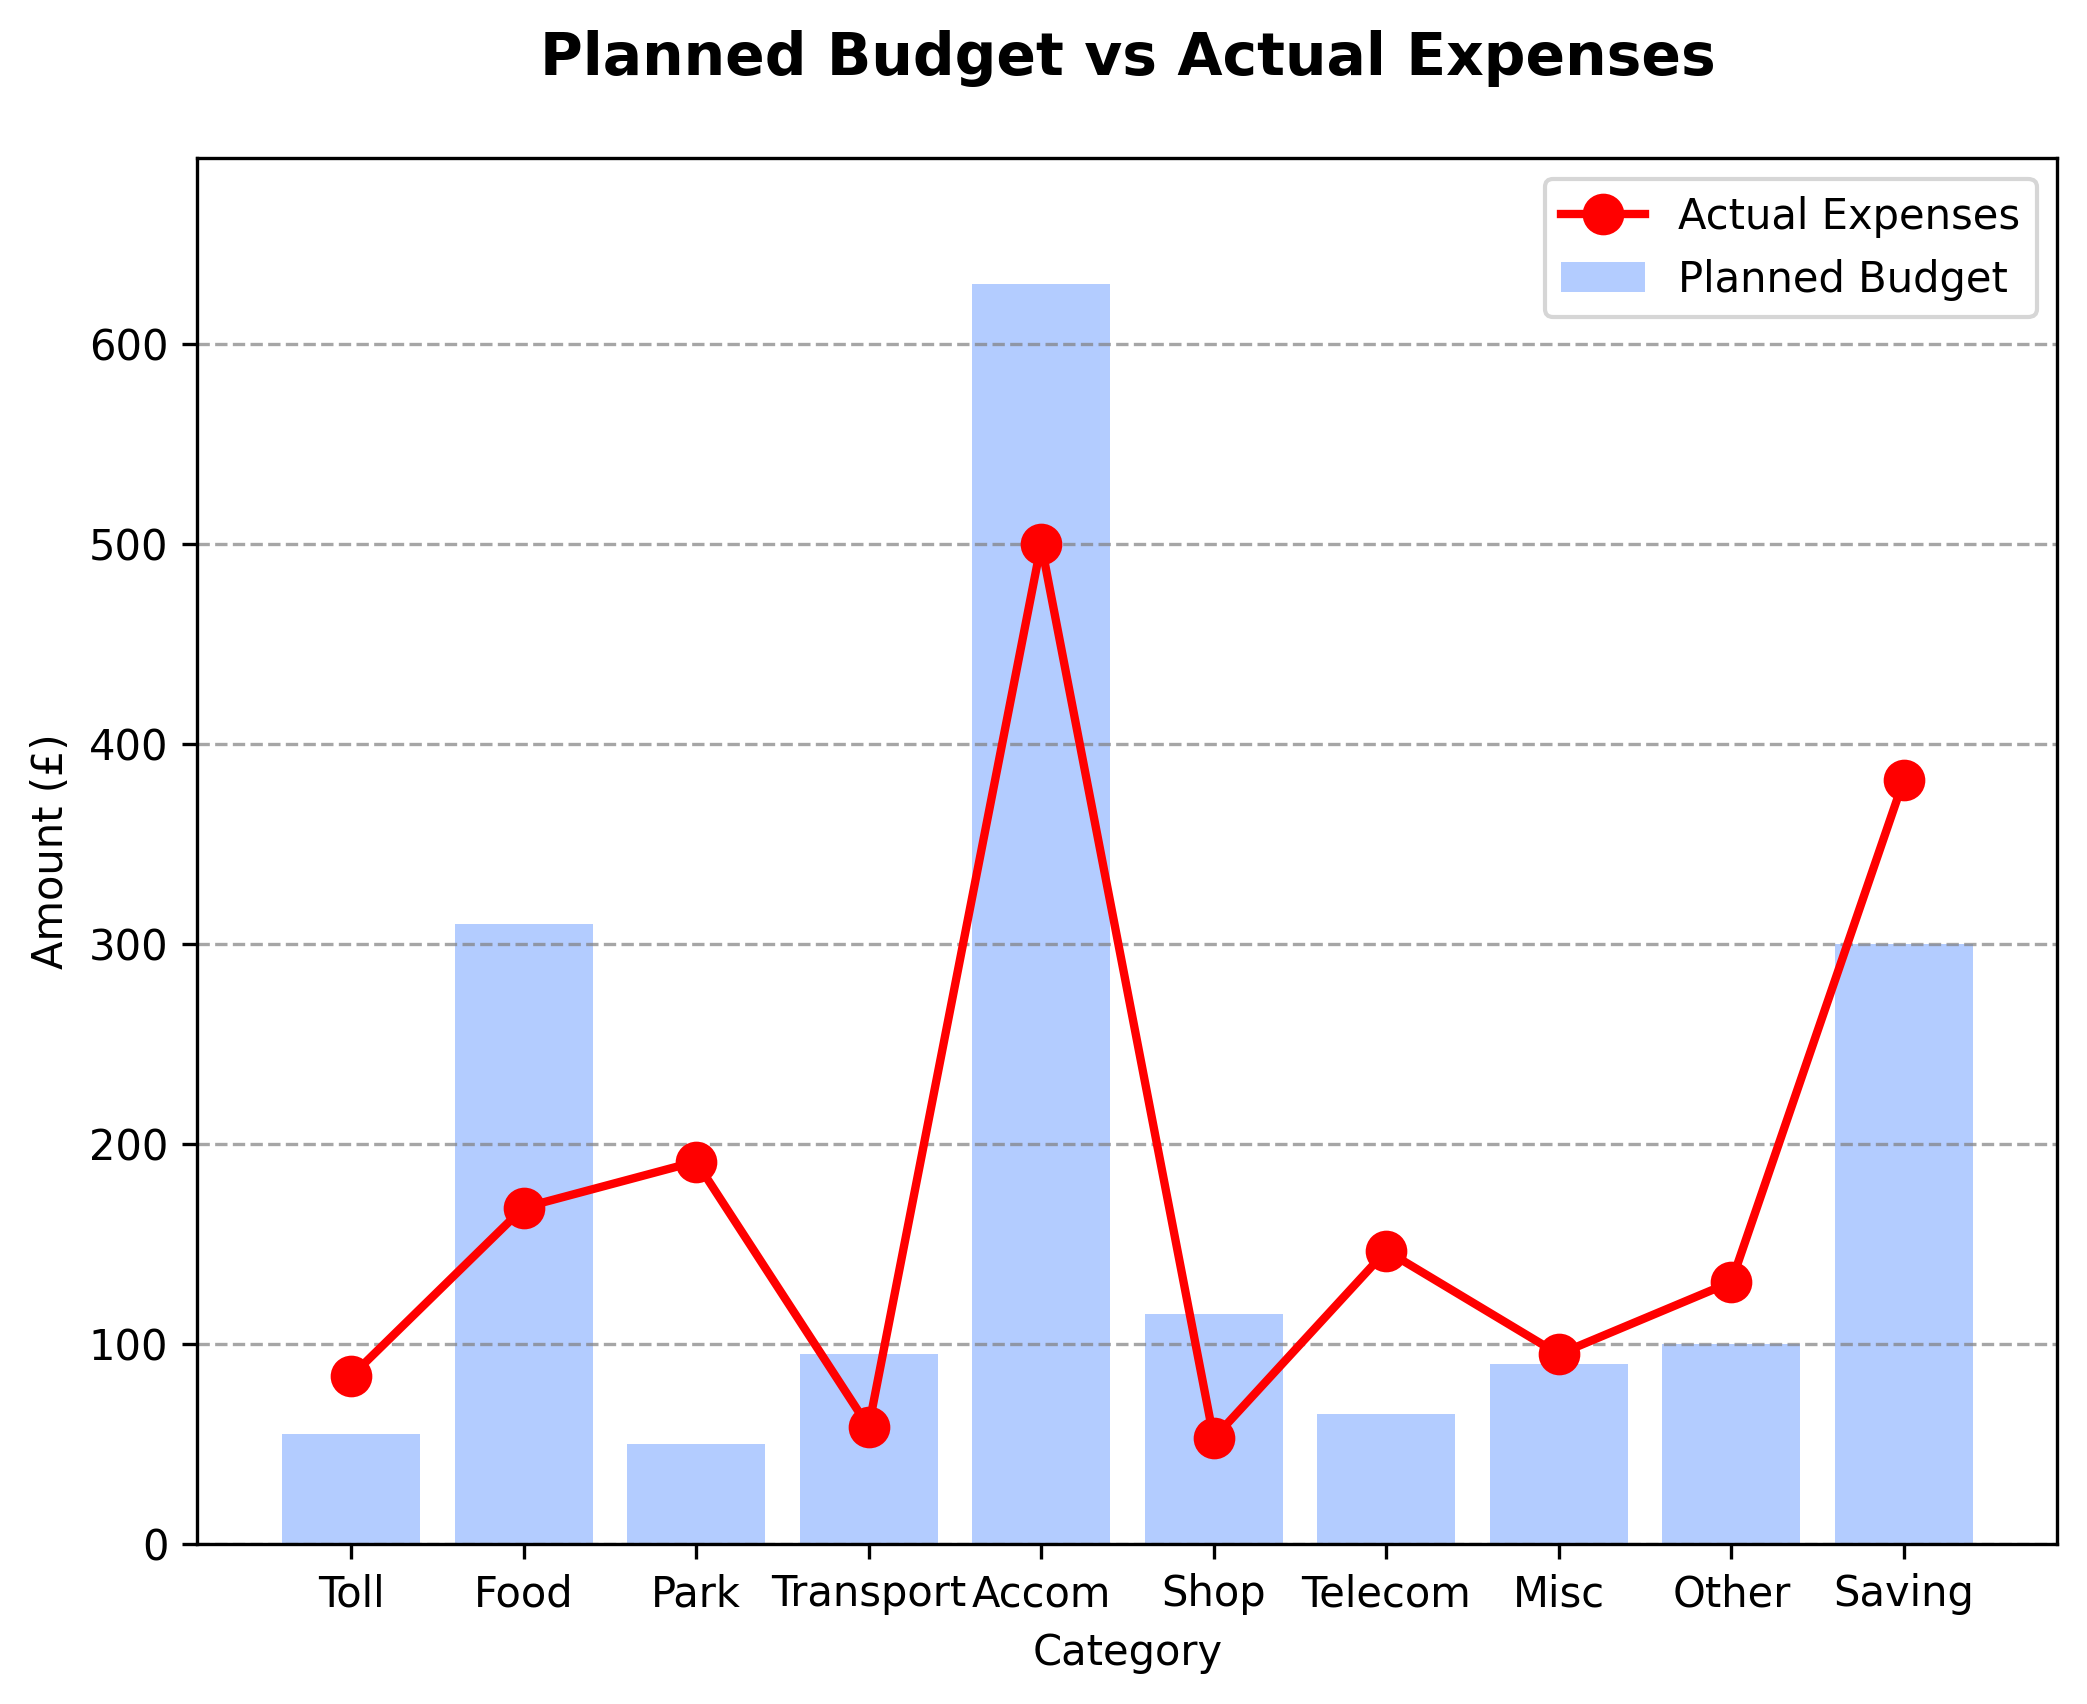 Planned Budget vs Actual Expenses
Actual Expenses
Planned Budget
600
500
400
300
200
100
0
Amount (£)
Toll Food Park Transport Accom Shop Telecom Misc Other Saving
Category